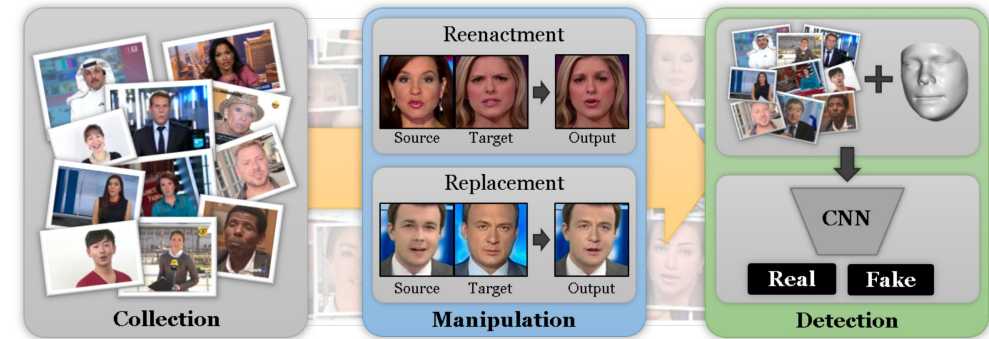 Collection
Reenactment
Source Target Output
Replacement
Source Target Output
Manipulation
CNN
Real Fake
Detection